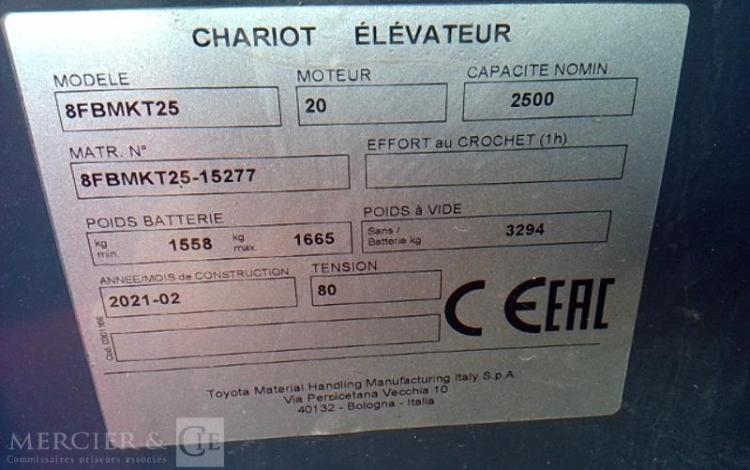 CHARIOT ÉLÉVATEUR
MODELE MOTEUR CAPACITE NOMIN
8FBMKT25 20 2500
MATR. N° EFFORT au CROCHET (1h)
8FBMKT25-15277
POIDS BATTERIE POIDS à VIDE
kg min. 1558 kg max. 1665 Sans / Batterie kg 3294
ANNEE/MOIS de CONSTRUCTION TENSION
2021-02 80
CE EAC
Toyota Material Handling Manufacturing Italy S.p.A
Via Persicetana Vecchia 10
40132 - Bologna - Italia
MERCIER & CIE
Commissaires priseurs associés